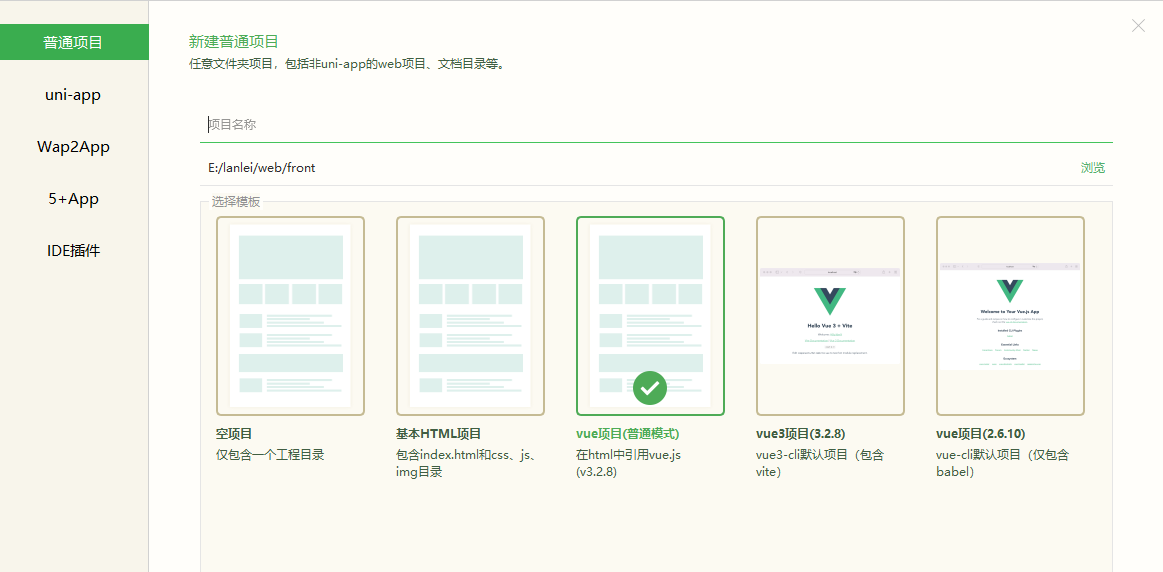 普通项目
uni-app
Wap2App
5+App
IDE插件
新建普通项目
任意文件夹项目，包括非uni-app的web项目、文档目录等。
项目名称
E:/lanlei/web/front
浏览
选择模板
Hello Vue 3 + Vite
Welcome to Your Vue.js App
空项目
仅包含一个工程目录
基本HTML项目
包含index.html和css、js、
img目录
vue项目(普通模式)
在html中引用vue.js
(v3.2.8)
vue3项目(3.2.8)
vue3-cli默认项目（包含
vite）
vue项目(2.6.10)
vue-cli默认项目（仅包含
babel）